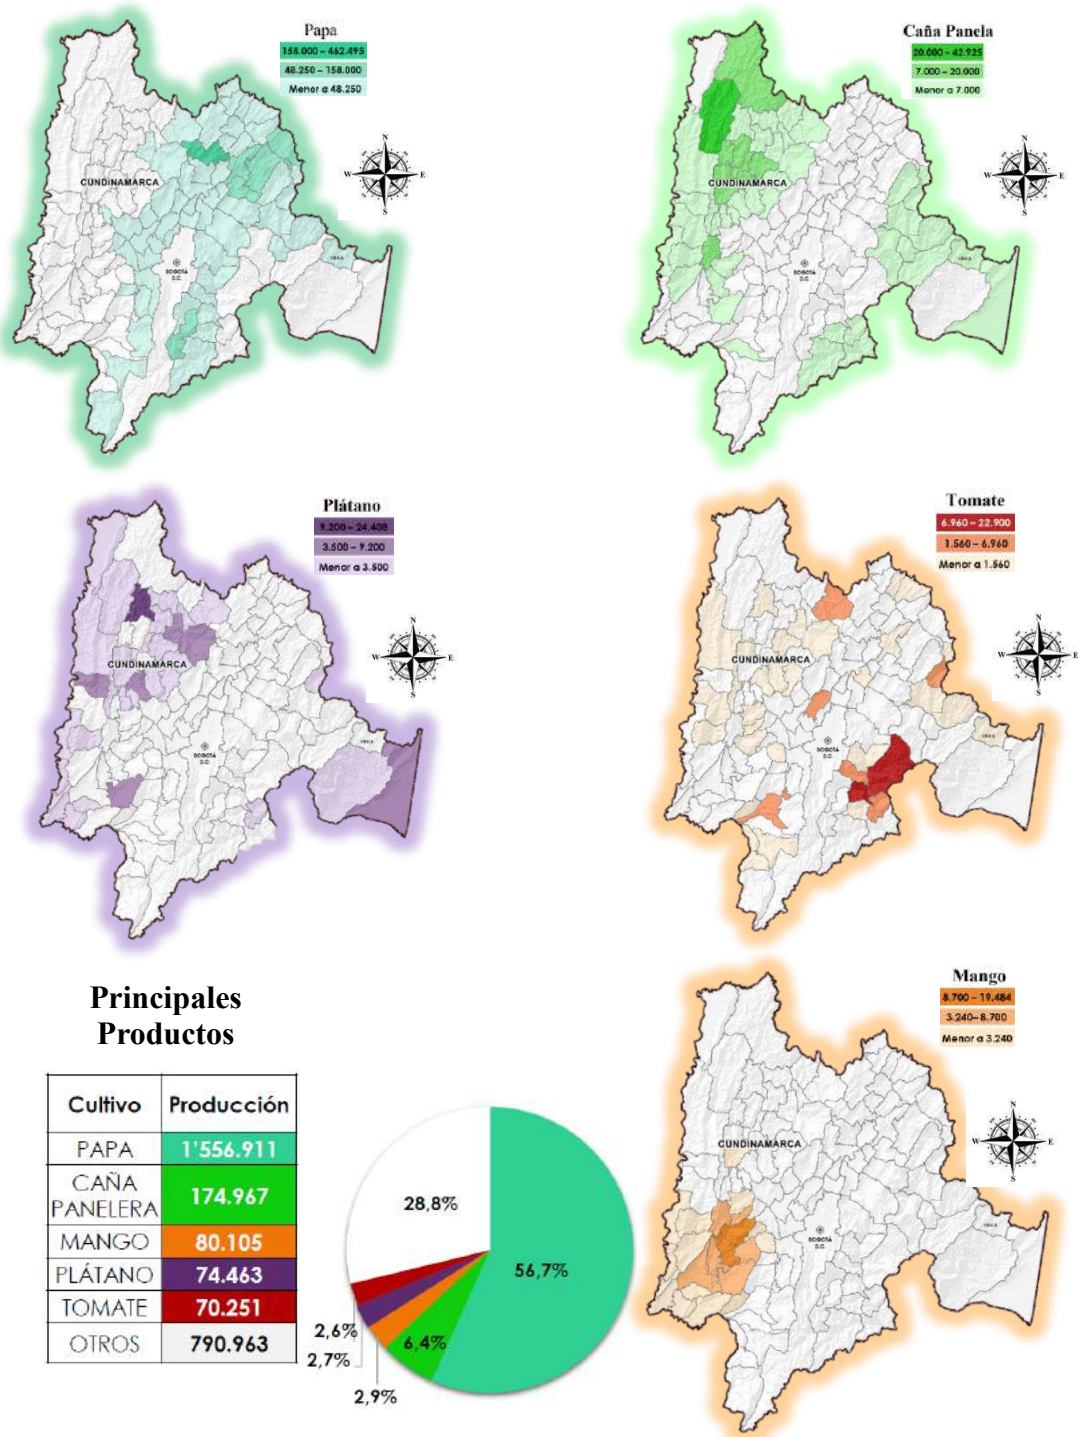 Papa
158.000 – 462.495
48.250 – 158.000
Menor a 48.250
CUNDINAMARCA
BOGOTÁ
D.C.
N
W
E
S
Caña Panela
20.000 – 42.925
7.000 – 20.000
Menor a 7.000
CUNDINAMARCA
BOGOTÁ
D.C.
N
W
E
S
Plátano
9.200 – 24.408
3.500 – 9.200
Menor a 3.500
CUNDINAMARCA
BOGOTÁ
D.C.
N
W
E
S
Tomate
6.960 – 22.900
1.560 – 6.960
Menor a 1.560
CUNDINAMARCA
BOGOTÁ
D.C.
N
W
E
S
Principales
Productos
Cultivo Producción
PAPA 1'556.911
CAÑA
PANELERA 174.967
MANGO 80.105
PLÁTANO 74.463
TOMATE 70.251
OTROS 790.963
28,8%
56,7%
6,4%
2,6%
2,7%
2,9%
Mango
8.700 – 19.484
3.240– 8.700
Menor a 3.240
CUNDINAMARCA
BOGOTÁ
D.C.
N
W
E
S